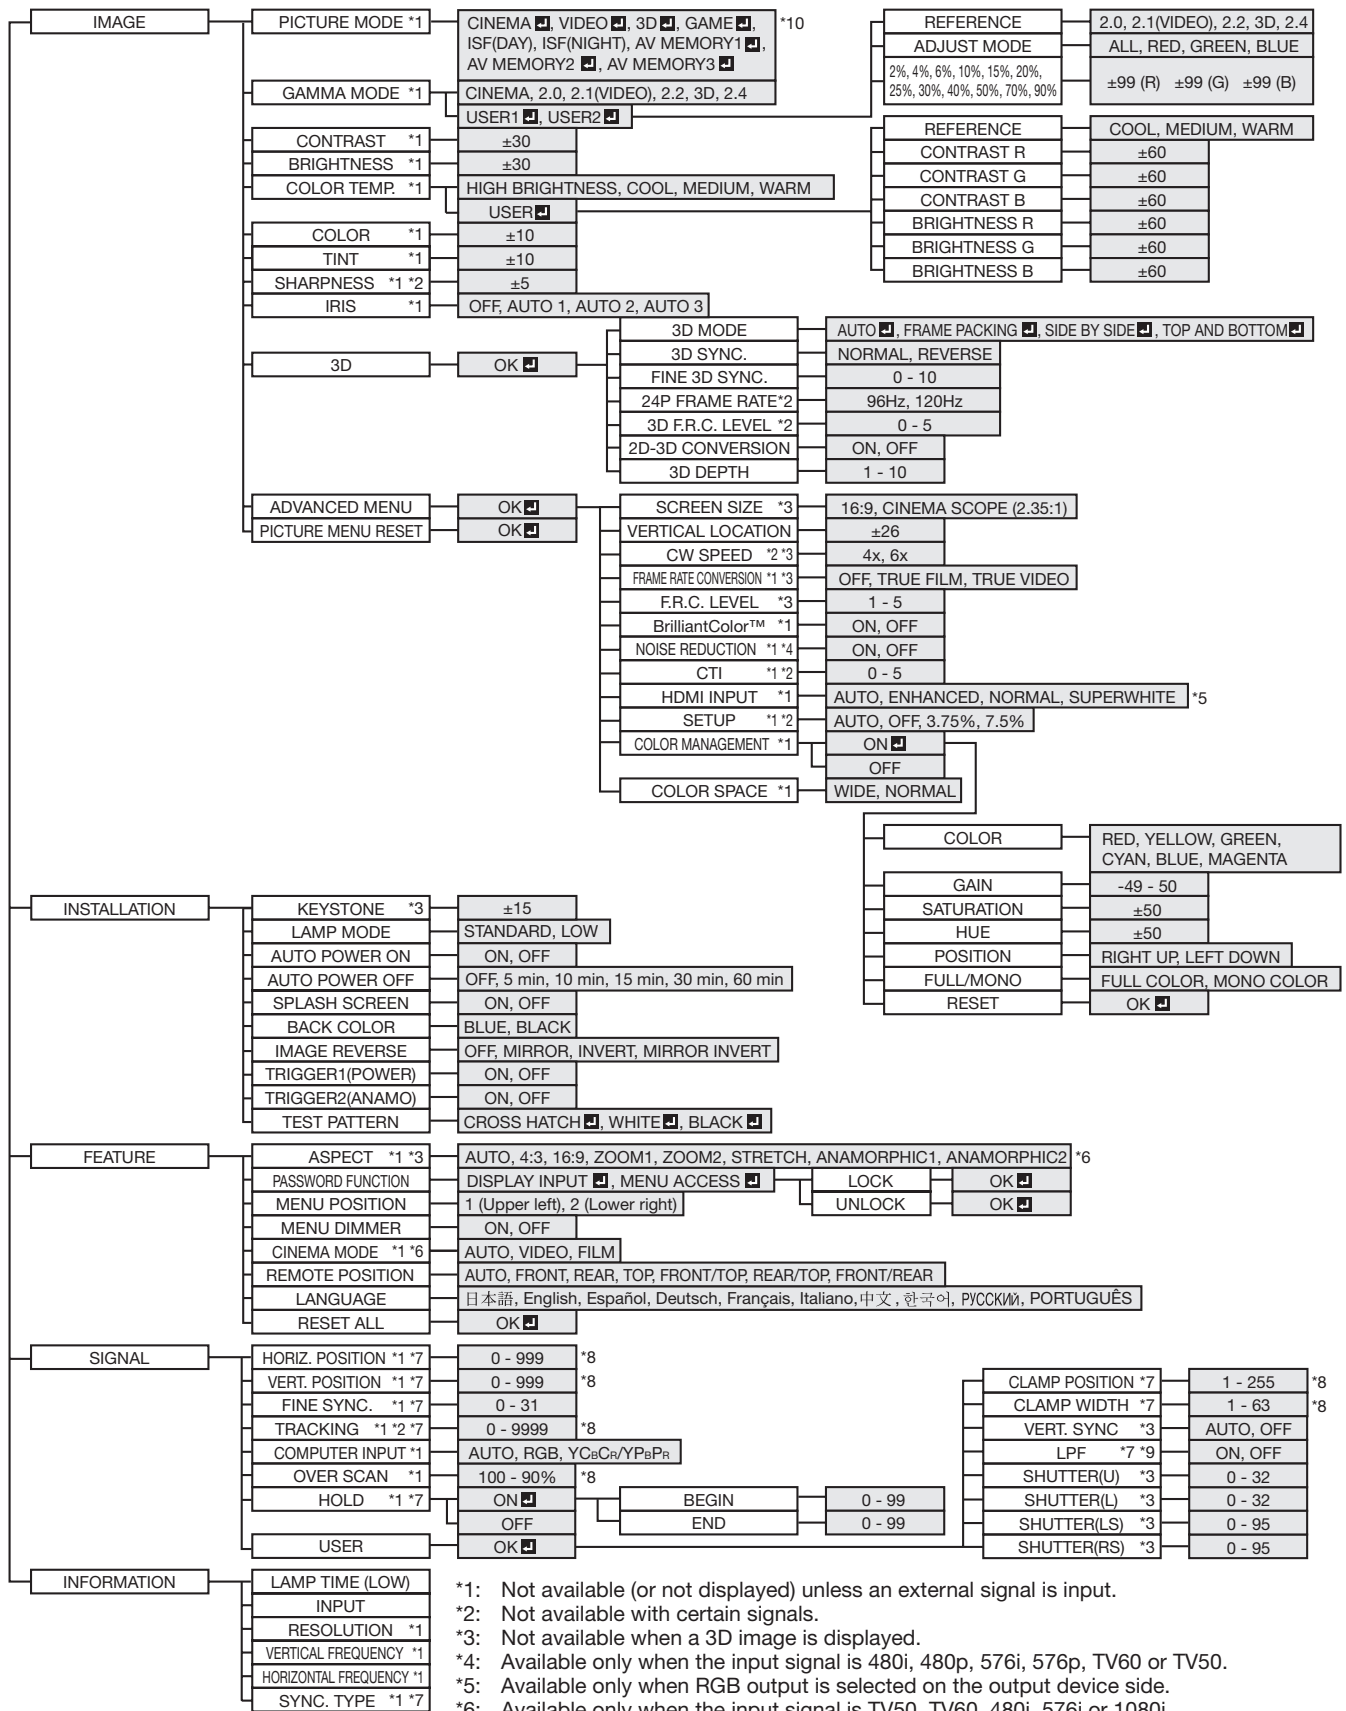 IMAGE
PICTURE MODE *1
CINEMA, VIDEO, 3D, GAME,
ISF(DAY), ISF(NIGHT), AV MEMORY1,
AV MEMORY2, AV MEMORY3
*10
GAMMA MODE *1
CINEMA, 2.0, 2.1(VIDEO), 2.2, 3D, 2.4
USER1, USER2
REFERENCE
2.0, 2.1(VIDEO), 2.2, 3D, 2.4
ADJUST MODE
ALL, RED, GREEN, BLUE
2%, 4%, 6%, 10%, 15%, 20%,
25%, 30%, 40%, 50%, 70%, 90%
±99 (R) ±99 (G) ±99 (B)
CONTRAST *1
±30
BRIGHTNESS *1
±30
COLOR TEMP. *1
HIGH BRIGHTNESS, COOL, MEDIUM, WARM
USER
REFERENCE
COOL, MEDIUM, WARM
CONTRAST R
±60
CONTRAST G
±60
CONTRAST B
±60
BRIGHTNESS R
±60
BRIGHTNESS G
±60
BRIGHTNESS B
±60
COLOR *1
±10
TINT *1
±10
SHARPNESS *1 *2
±5
IRIS *1
OFF, AUTO 1, AUTO 2, AUTO 3
3D
OK
3D MODE
AUTO, FRAME PACKING, SIDE BY SIDE, TOP AND BOTTOM
3D SYNC.
NORMAL, REVERSE
FINE 3D SYNC.
0 - 10
24P FRAME RATE*2
96Hz, 120Hz
3D F.R.C. LEVEL *2
0 - 5
2D-3D CONVERSION
ON, OFF
3D DEPTH
1 - 10
ADVANCED MENU
OK
PICTURE MENU RESET
OK
SCREEN SIZE *3
16:9, CINEMA SCOPE (2.35:1)
VERTICAL LOCATION
±26
CW SPEED *2 *3
4x, 6x
FRAME RATE CONVERSION *1 *3
OFF, TRUE FILM, TRUE VIDEO
F.R.C. LEVEL *3
1 - 5
BrilliantColor™ *1
ON, OFF
NOISE REDUCTION *1 *4
ON, OFF
CTI *1 *2
0 - 5
HDMI INPUT *1
AUTO, ENHANCED, NORMAL, SUPERWHITE
*5
SETUP *1 *2
AUTO, OFF, 3.75%, 7.5%
COLOR MANAGEMENT *1
ON
OFF
COLOR SPACE *1
WIDE, NORMAL
COLOR
RED, YELLOW, GREEN,
CYAN, BLUE, MAGENTA
GAIN
-49 - 50
SATURATION
±50
HUE
±50
POSITION
RIGHT UP, LEFT DOWN
FULL/MONO
FULL COLOR, MONO COLOR
RESET
OK
INSTALLATION
KEYSTONE *3
±15
LAMP MODE
STANDARD, LOW
AUTO POWER ON
ON, OFF
AUTO POWER OFF
OFF, 5 min, 10 min, 15 min, 30 min, 60 min
SPLASH SCREEN
ON, OFF
BACK COLOR
BLUE, BLACK
IMAGE REVERSE
OFF, MIRROR, INVERT, MIRROR INVERT
TRIGGER1(POWER)
ON, OFF
TRIGGER2(ANAMO)
ON, OFF
TEST PATTERN
CROSS HATCH, WHITE, BLACK
FEATURE
ASPECT *1 *3
AUTO, 4:3, 16:9, ZOOM1, ZOOM2, STRETCH, ANAMORPHIC1, ANAMORPHIC2
*6
PASSWORD FUNCTION
DISPLAY INPUT, MENU ACCESS
LOCK
OK
UNLOCK
OK
MENU POSITION
1 (Upper left), 2 (Lower right)
MENU DIMMER
ON, OFF
CINEMA MODE *1 *6
AUTO, VIDEO, FILM
REMOTE POSITION
AUTO, FRONT, REAR, TOP, FRONT/TOP, REAR/TOP, FRONT/REAR
LANGUAGE
日本語, English, Español, Deutsch, Français, Italiano, 中文, 한국어, РУССКИЙ, PORTUGUÊS
RESET ALL
OK
SIGNAL
HORIZ. POSITION *1 *7
0 - 999
*8
VERT. POSITION *1 *7
0 - 999
*8
FINE SYNC. *1 *7
0 - 31
TRACKING *1 *2 *7
0 - 9999
*8
COMPUTER INPUT *1
AUTO, RGB, YCBCR/YPBPR
OVER SCAN *1
100 - 90%
*8
HOLD *1 *7
ON
OFF
BEGIN
0 - 99
END
0 - 99
USER
OK
CLAMP POSITION *7
1 - 255
*8
CLAMP WIDTH *7
1 - 63
*8
VERT. SYNC *3
AUTO, OFF
LPF *7 *9
ON, OFF
SHUTTER(U) *3
0 - 32
SHUTTER(L) *3
0 - 32
SHUTTER(LS) *3
0 - 95
SHUTTER(RS) *3
0 - 95
INFORMATION
LAMP TIME (LOW)
INPUT
RESOLUTION *1
VERTICAL FREQUENCY *1
HORIZONTAL FREQUENCY *1
SYNC. TYPE *1 *7
*1: Not available (or not displayed) unless an external signal is input.
*2: Not available with certain signals.
*3: Not available when a 3D image is displayed.
*4: Available only when the input signal is 480i, 480p, 576i, 576p, TV60 or TV50.
*5: Available only when RGB output is selected on the output device side.
*6: Available only when the input signal is TV50, TV60, 480i, 576i or 1080i